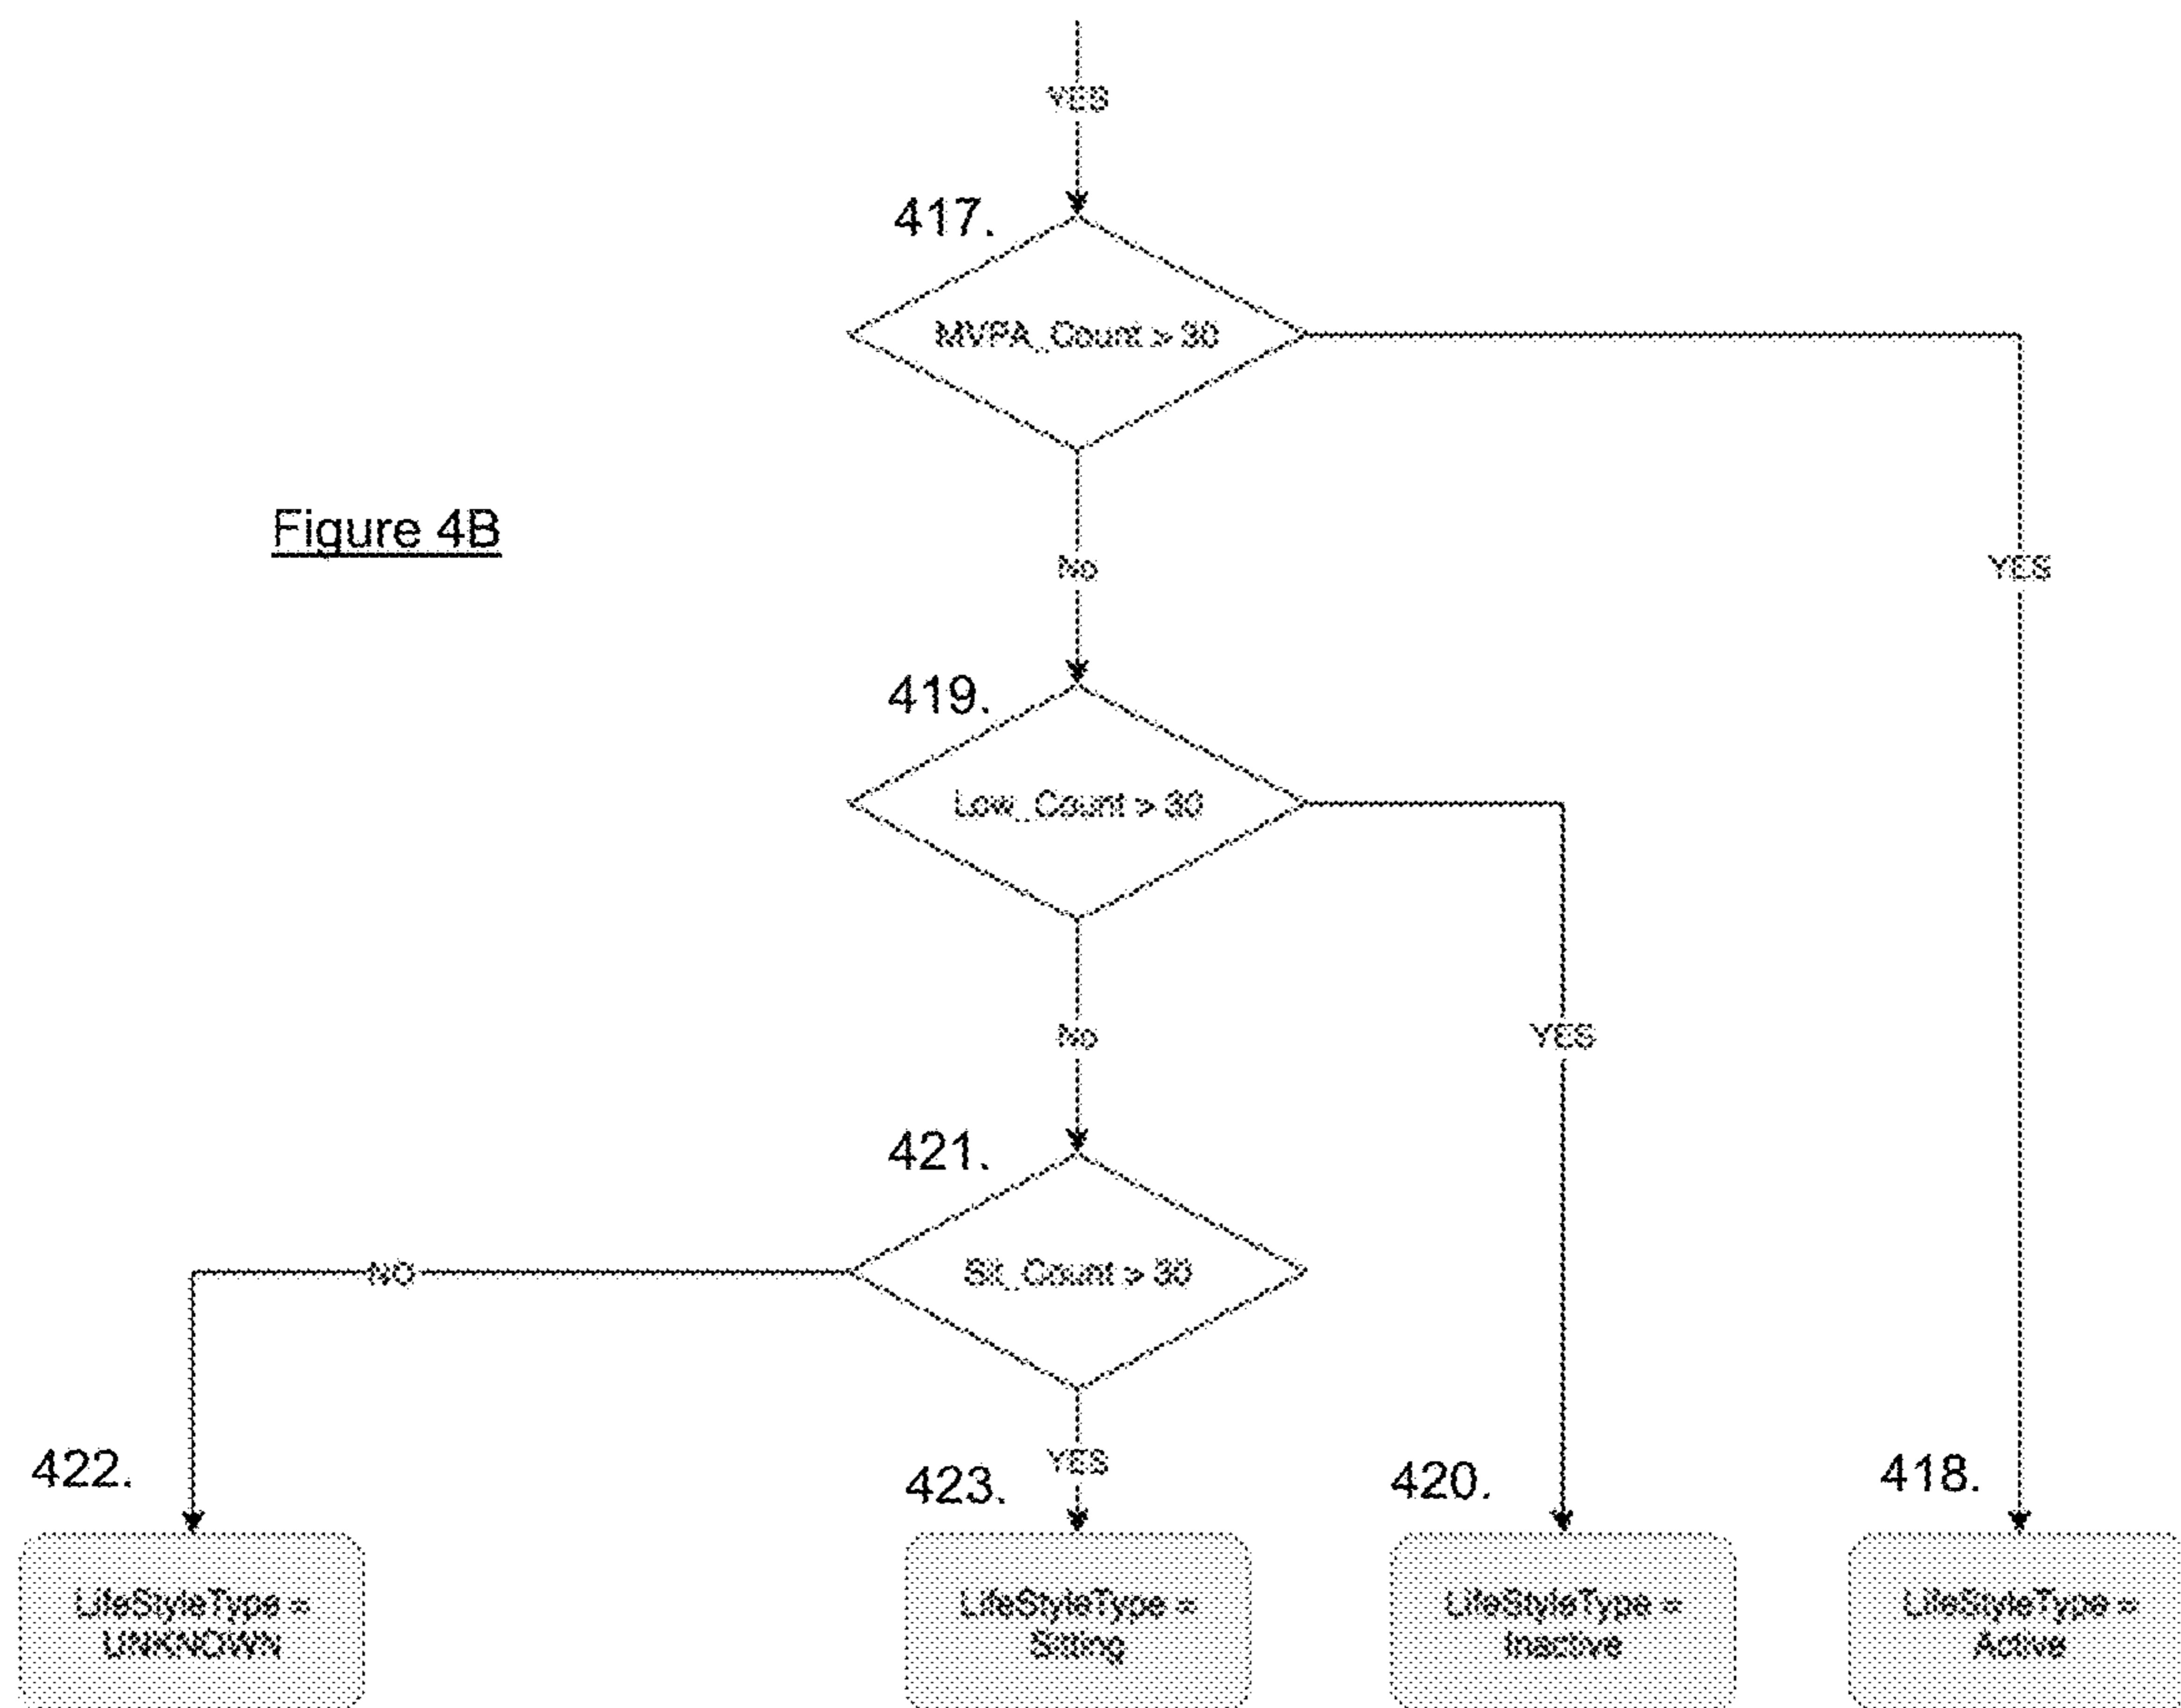 YES
417.
MVPA_Count > 30
Figure 4B
No
YES
419.
Low_Count > 30
No
YES
421.
Sit_Count > 30
NO
422.
YES
423.
420.
418.
LifeStyleType =
UNKNOWN
LifeStyleType =
Sitting
LifeStyleType =
Inactive
LifeStyleType =
Active